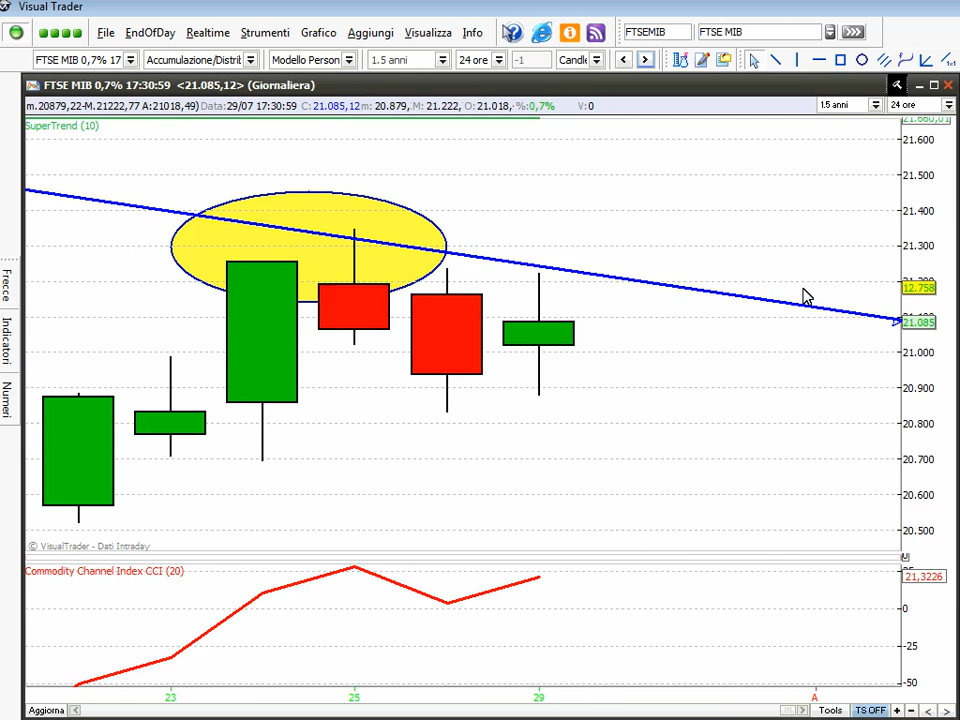 Visual Trader
File EndOfDay Realtime Strumenti Grafico Aggiungi Visualizza Info FTSEMIB FTSE MIB
FTSE MIB 0,7% 17 Accumulazione/Distril Modello Person 1.5 anni 24 ore -1 Candle
FTSE MIB 0,7% 17:30:59 <21.085,12> (Giornaliera)
m.20879,22-M.21222,77 A:21018,49) Data:29/07 17:30:59 C: 21.085,12 m: 20.879, M: 21.222, O:21.018, %:0,7% V:0 1.5 anni 24 ore
SuperTrend (10)
21.660,01
21.600
21.500
21.400
21.300
12.758
21.085
21.000
20.900
20.800
20.700
20.600
20.500
Frecce
Indicatori
Numeri
© VisualTrader - Dati Intraday
Commodity Channel Index CCI (20)
21,3226
0
-25
-50
23 25 29 A
Aggiorna Tools TS OFF